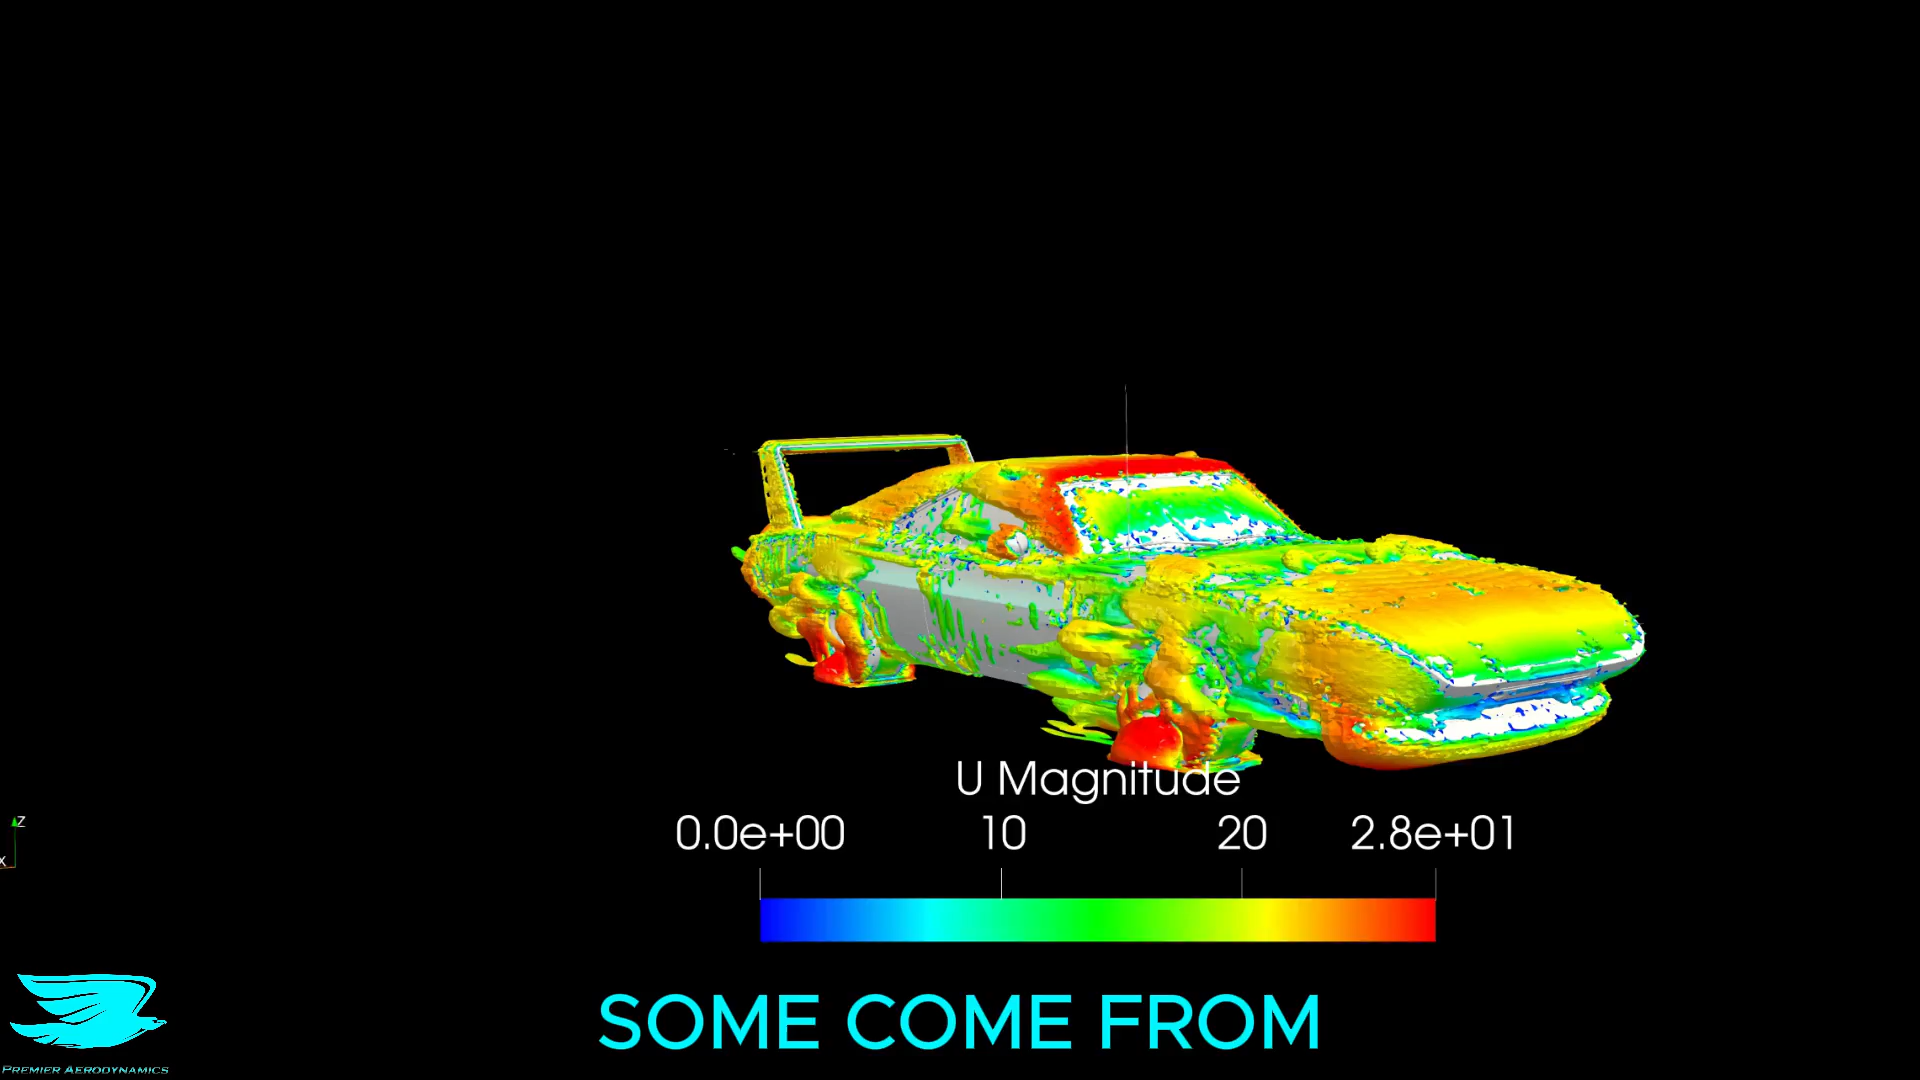 U Magnitude
0.0e+00 10 20 2.8e+01
Z
X
SOME COME FROM
PREMIER AERODYNAMICS